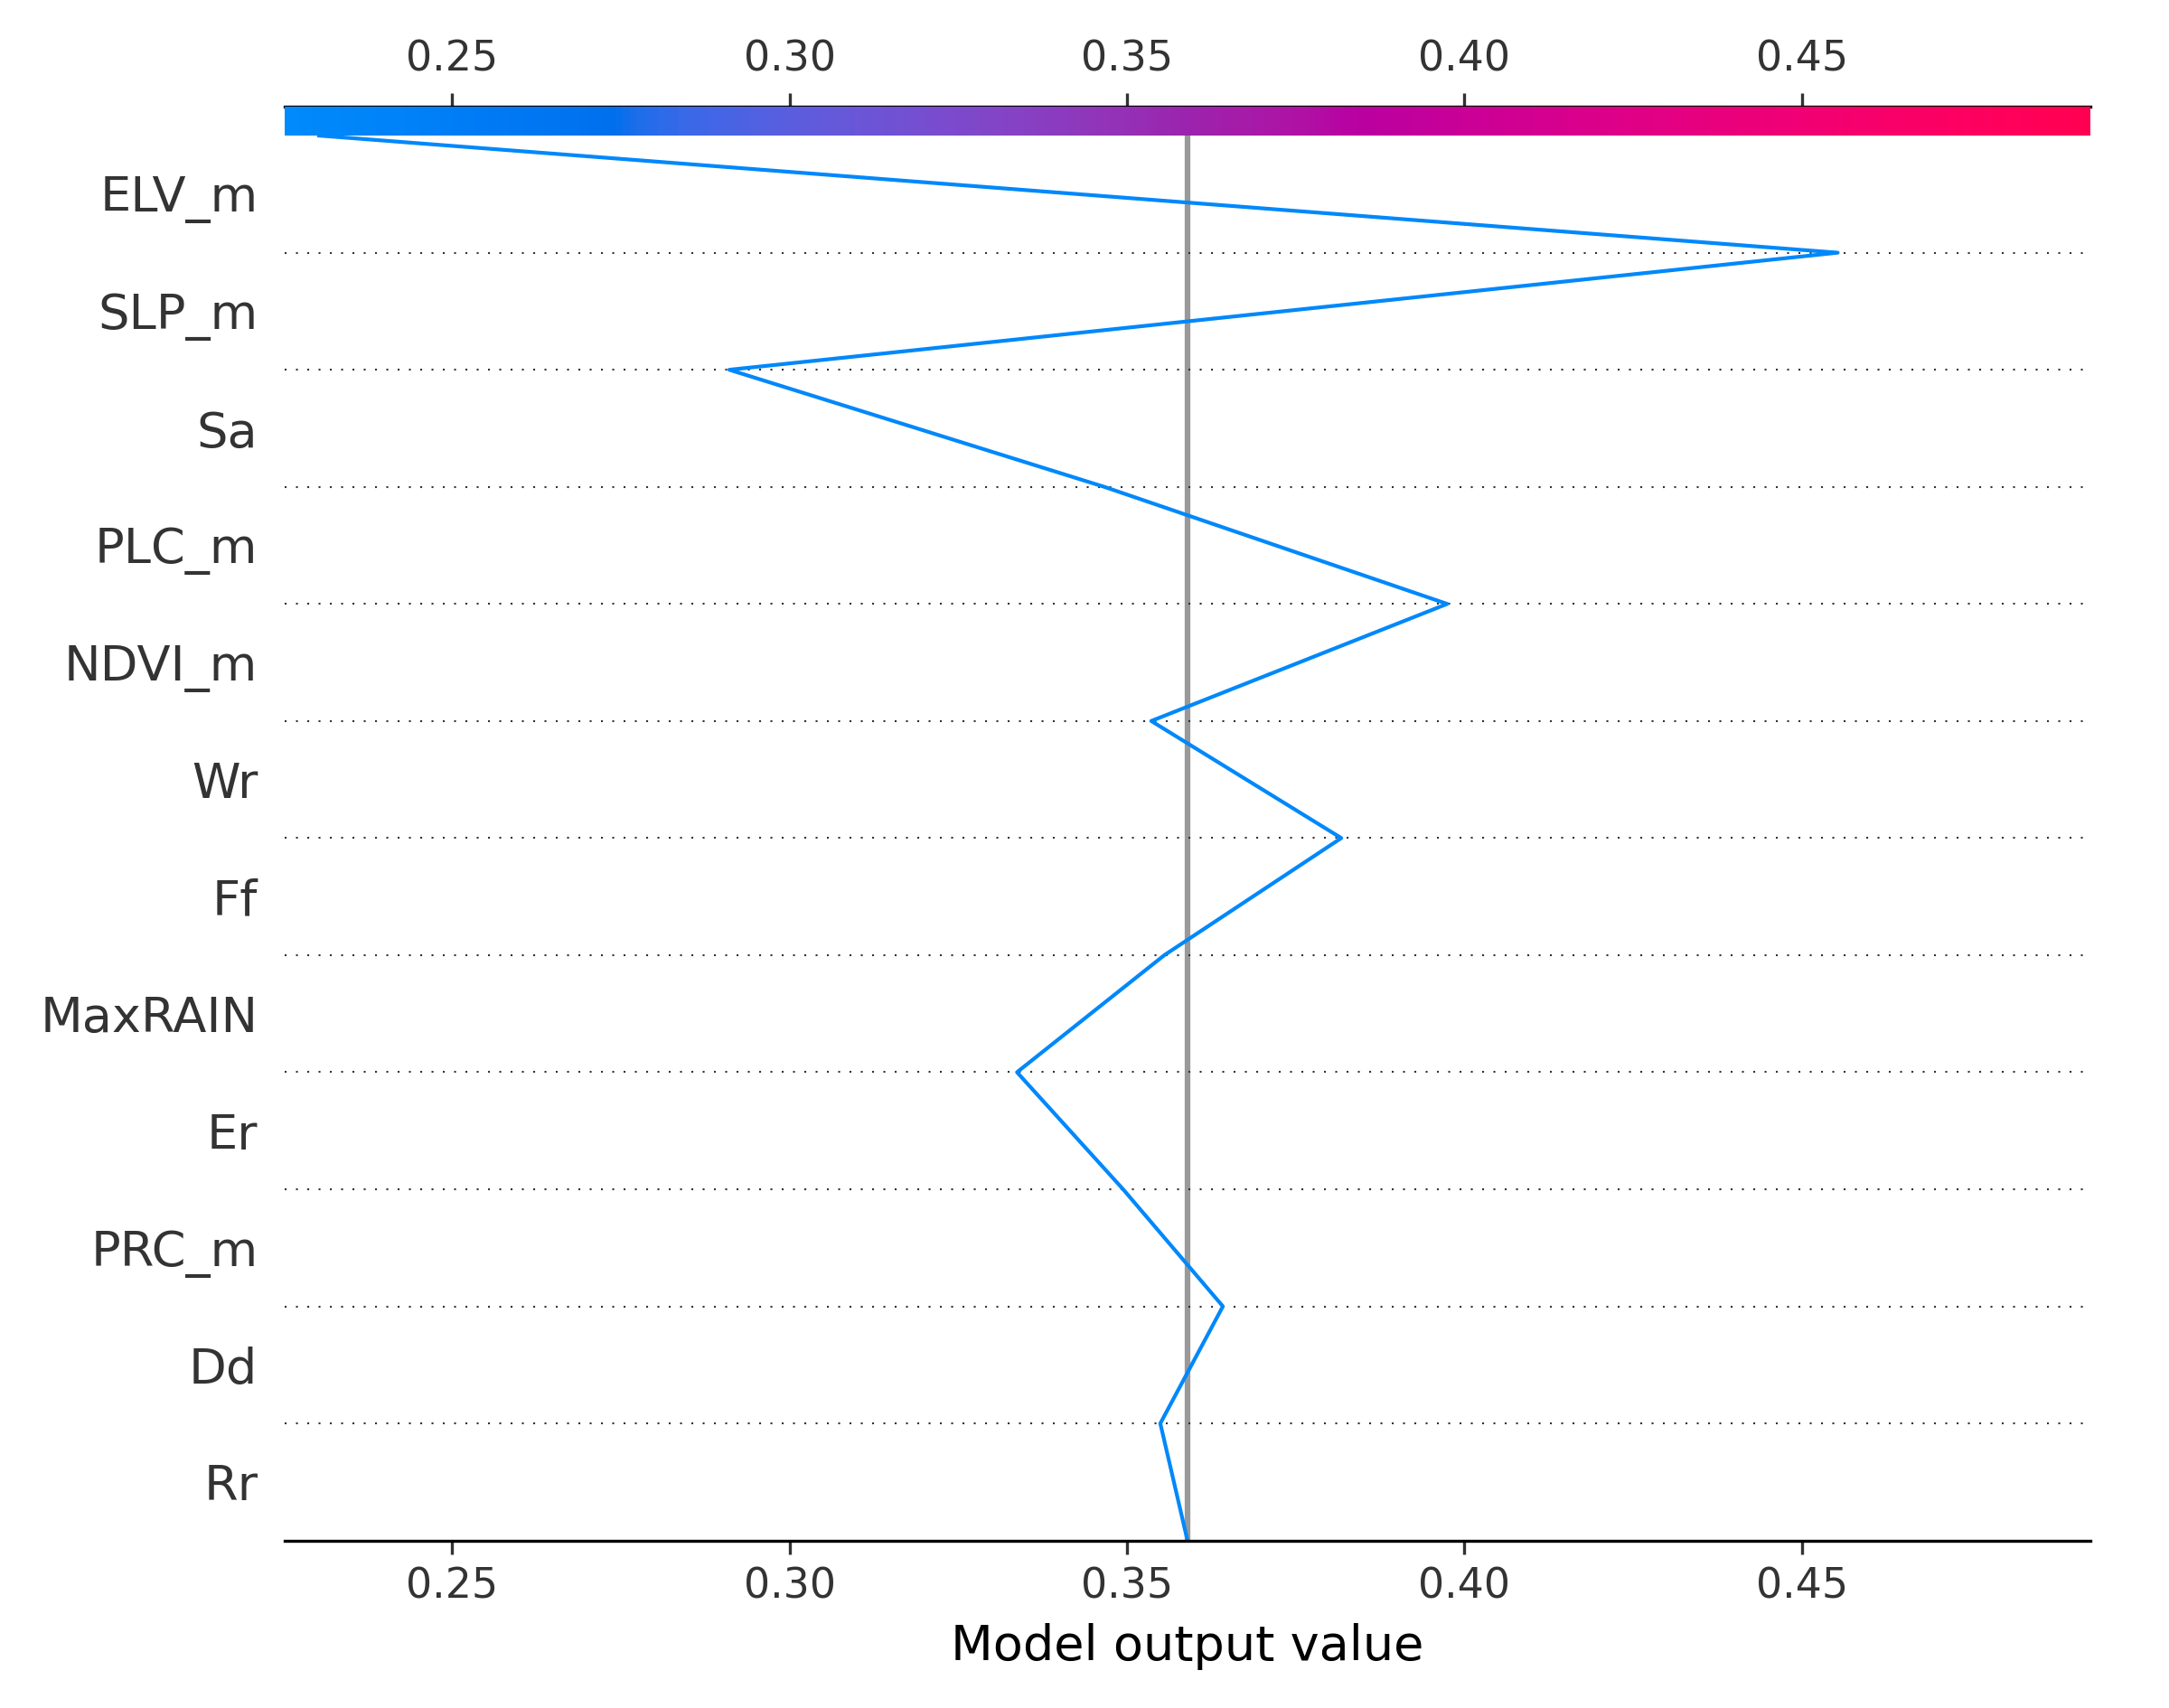 0.25 0.30 0.35 0.40 0.45
ELV_m
SLP_m
Sa
PLC_m
NDVI_m
Wr
Ff
MaxRAIN
Er
PRC_m
Dd
Rr
0.25 0.30 0.35 0.40 0.45
Model output value